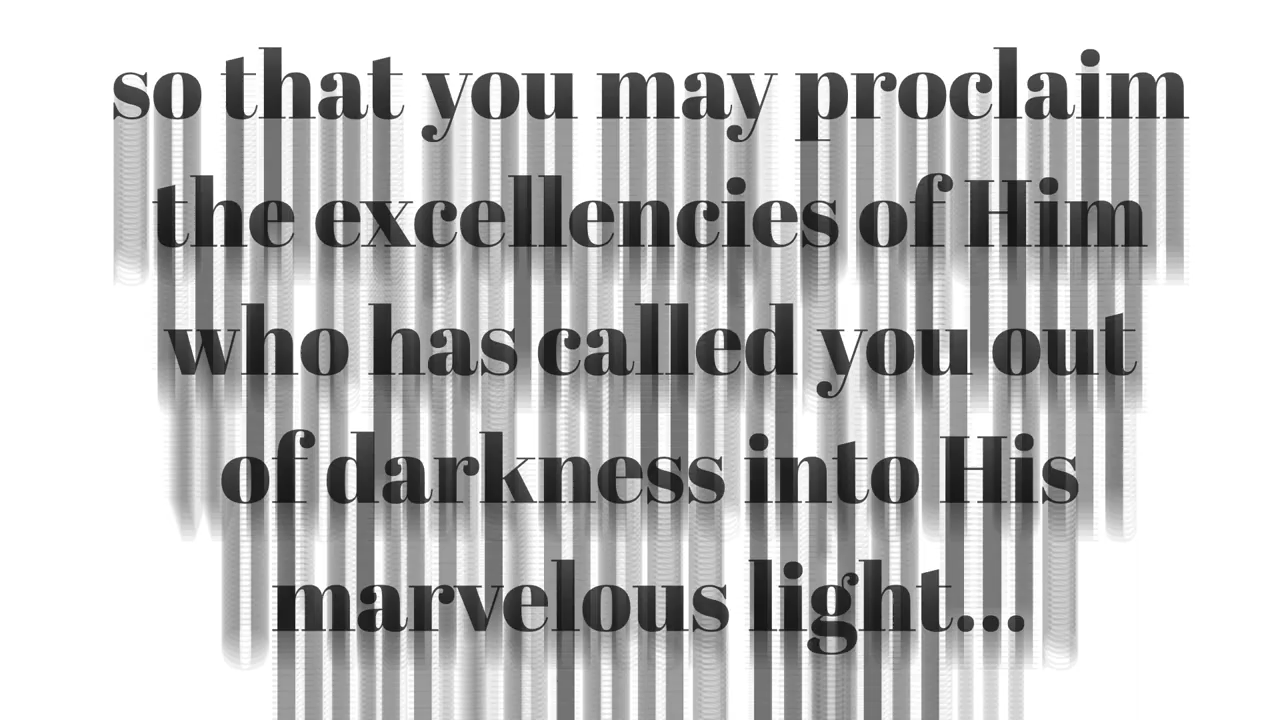 so that you may proclaim
the excellencies of Him
who has called you out
of darkness into His
marvelous light...